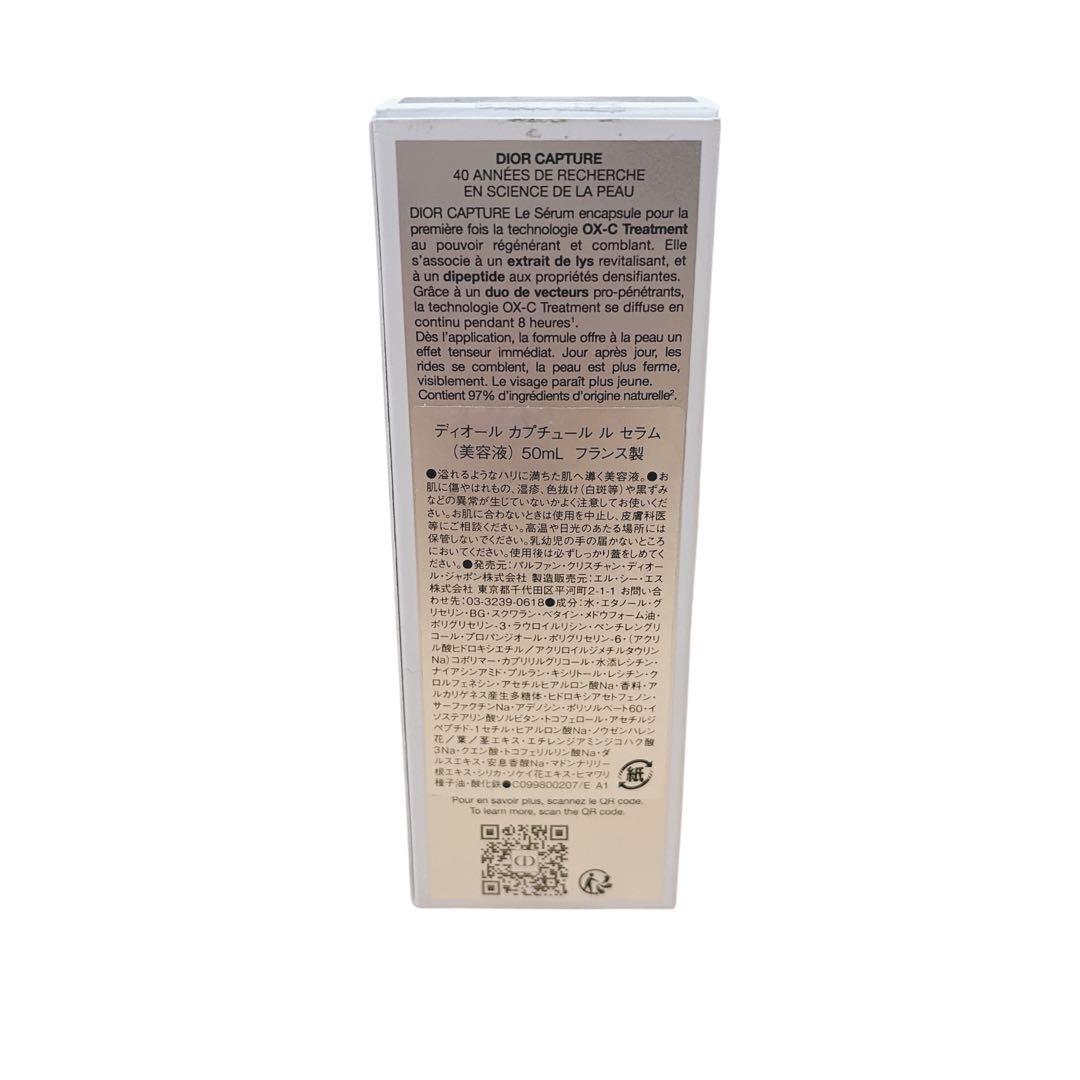 DIOR CAPTURE
40 ANNÉES DE RECHERCHE
EN SCIENCE DE LA PEAU
DIOR CAPTURE Le Sérum encapsule pour la
première fois la technologie OX-C Treatment
au pouvoir régénérant et comblant. Elle
s'associe à un extrait de lys revitalisant, et
à un dipeptide aux propriétés densifiantes.
Grâce à un duo de vecteurs pro-pénétrants,
la technologie OX-C Treatment se diffuse en
continu pendant 8 heures¹.
Dès l'application, la formule offre à la peau un
effet tenseur immédiat. Jour après jour, les
rides se comblent, la peau est plus ferme,
visiblement. Le visage paraît plus jeune.
Contient 97% d'ingrédients d'origine naturelle².
ディオール カプチュール ル セラム
(美容液) 50mL フランス製
●溢れるようなハリに満ちた肌へ導く美容液。●お
肌に傷やはれもの、湿疹、色抜け(白斑等)や黒ずみ
などの異常が生じていないかよく注意してお使いくだ
さい。お肌に合わないときは使用を中止し、皮膚科医
等にご相談ください。高温や日光のあたる場所には
保管しないでください。乳幼児の手の届かないところ
においてください。使用後は必ずしっかり蓋をしめてく
ださい。●発売元:パルファン・クリスチャン・ディオ
ール・ジャポン株式会社 製造販売元:エル・シー・エス
株式会社 東京都千代田区平河町2-1-1 お問い合
わせ先:03-3239-0618●成分:水・エタノール・グ
リセリン・BG・スクワラン・ベタイン・メドウフォーム油・
ポリグリセリン-3・ラウロイルリシン・ペンチレングリ
コール・プロパンジオール・ポリグリセリン-6・(アクリ
ル酸ヒドロキシエチル/アクリロイルジメチルタウリン
Na)コポリマー・カプリリルグリコール・水添レシチン・
ナイアシンアミド・プルラン・キシリトール・レシチン・ク
ロルフェネシン・アセチルヒアルロン酸Na・香料・ア
ルカリゲネス産生多糖体・ヒドロキシアセトフェノン・
サーファクチンNa・アデノシン・ポリソルベート60・イ
ソステアリン酸ソルビタン・トコフェロール・アセチルジ
ペプチド-1セチル・ヒアルロン酸Na・ノウゼンハレン
花/葉/茎エキス・エチレンジアミンジコハク酸
3Na・クエン酸・トコフェリルリン酸Na・ダ
ルスエキス・安息香酸Na・マドンナリリー
根エキス・シリカ・ソケイ花エキス・ヒマワリ
種子油・酸化鉄●C099800207/E A1
紙
Pour en savoir plus, scannez le QR code.
To learn more, scan the QR code.
CD